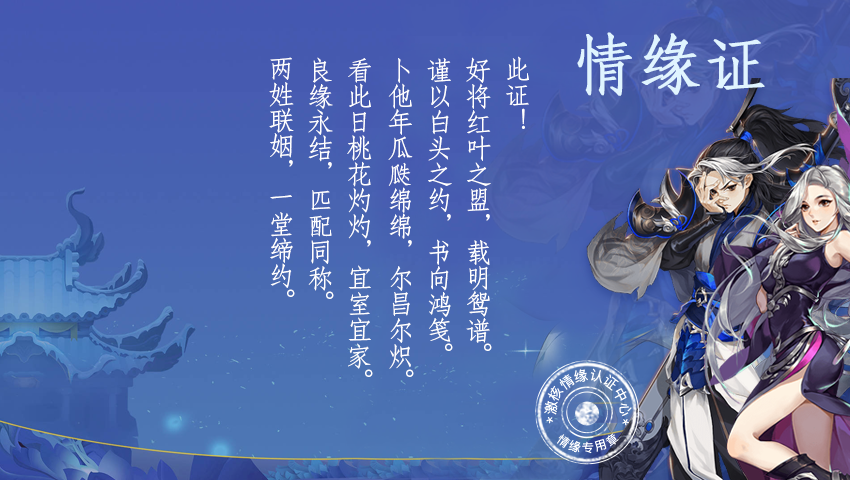 情缘证
两姓联姻，一堂缔约。
良缘永结，匹配同称。
看此日桃花灼灼，宜室宜家。
卜他年瓜瓞绵绵，尔昌尔炽。
谨以白头之约，书向鸿笺。
好将红叶之盟，载明鸳谱。
此证！
激核情缘认证中心
情缘专用章